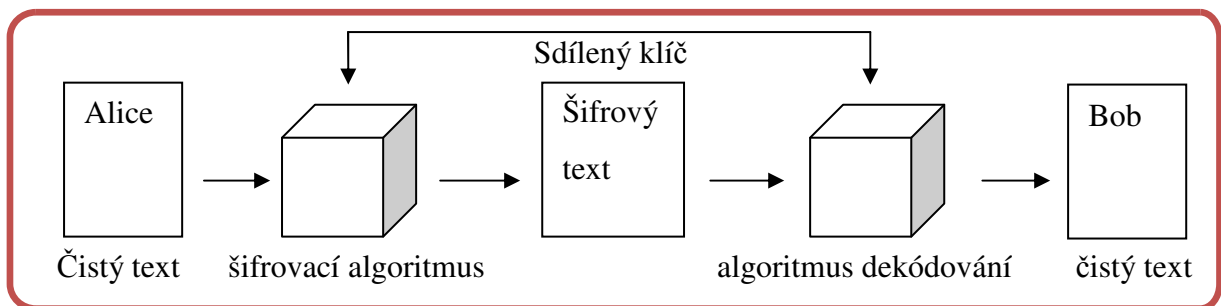 Sdílený klíč
Alice
Šifrový
text
Bob
Čistý text
šifrovací algoritmus
algoritmus dekódování
čistý text